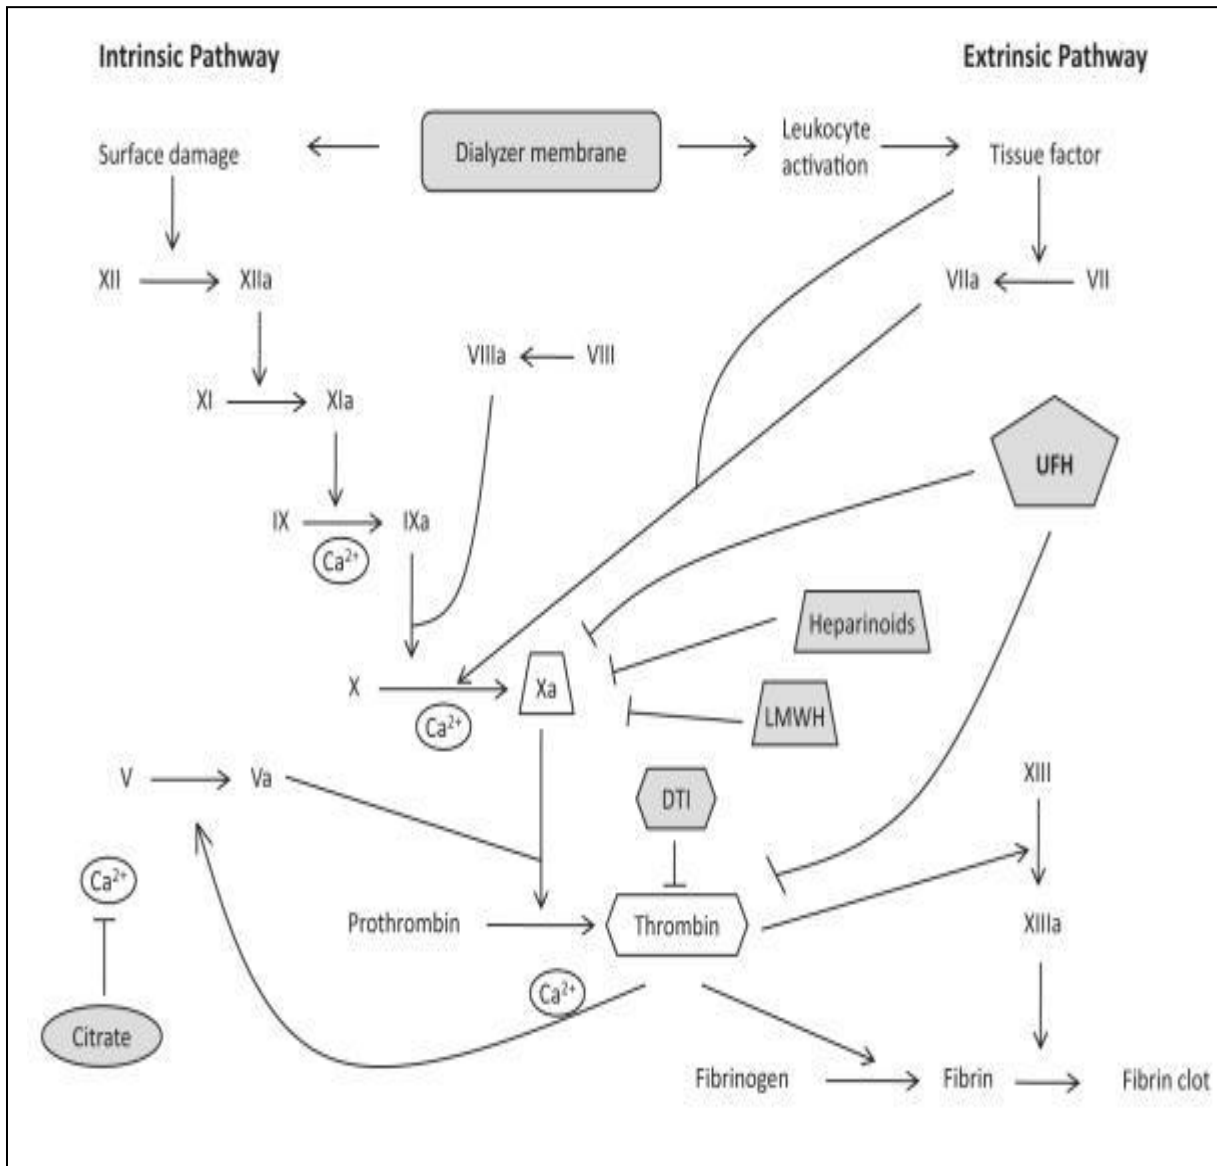 Intrinsic Pathway
Extrinsic Pathway
Dialyzer membrane
Leukocyte
activation
Surface damage
Tissue factor
XII
XIIa
VIIa
VII
VIIIa
VIII
XI
XIa
UFH
IX
IXa
Ca²⁺
Heparinoids
X
Xa
Ca²⁺
LMWH
V
Va
DTI
XIII
Ca²⁺
Prothrombin
Thrombin
XIIIa
Ca²⁺
Citrate
Fibrinogen
Fibrin
Fibrin clot